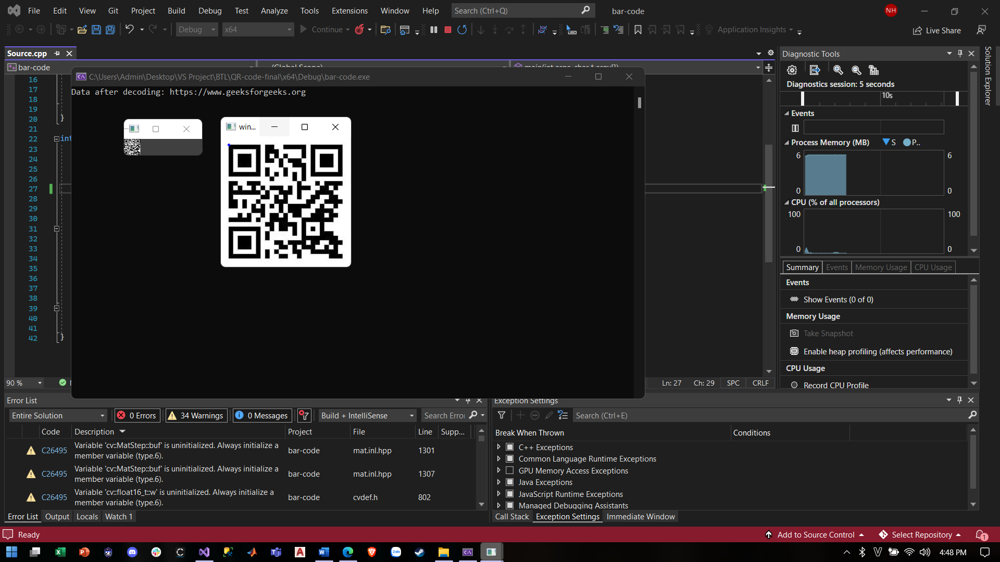 File Edit View Git Project Build Debug Test Analyze Tools Extensions Window Help Search (Ctrl+Q) bar-code NH
Debug x64 Continue Application Insights Live Share
Source.cpp
bar-code (Global Scope) main(int argc, char * argv[])
C:\Users\Admin\Desktop\VS Project\BTL\QR-code-final\x64\Debug\bar-code.exe
Data after decoding: https://www.geeksforgeeks.org
win...
16
17
18
19
20 }
21
22 int
23
24
25
26
27
28
29
30
31
32
33
34
35
36
37
38
39
40
41
42 }
90 %
Ln: 27 Ch: 29 SPC CRLF
Diagnostic Tools
Diagnostics session: 5 seconds
10s
Events
Process Memory (MB) S P..
6 6
0 0
CPU (% of all processors)
100 100
0 0
Summary Events Memory Usage CPU Usage
Events
Show Events (0 of 0)
Memory Usage
Take Snapshot
Enable heap profiling (affects performance)
CPU Usage
Record CPU Profile
Solution Explorer
Error List
Entire Solution 0 Errors 34 Warnings 0 Messages Build + IntelliSense Search Error
Code Description Project File Line Supp...
C26495 Variable 'cv::MatStep::buf' is uninitialized. Always initialize a member variable (type.6). bar-code mat.inl.hpp 1301
C26495 Variable 'cv::MatStep::buf' is uninitialized. Always initialize a member variable (type.6). bar-code mat.inl.hpp 1307
C26495 Variable 'cv::float16_t::w' is uninitialized. Always initialize a member variable (type.6). bar-code cvdef.h 802
Error List Output Locals Watch 1
Exception Settings
Search (Ctrl+E)
Break When Thrown Conditions
C++ Exceptions
Common Language Runtime Exceptions
GPU Memory Access Exceptions
Java Exceptions
JavaScript Runtime Exceptions
Managed Debugging Assistants
Call Stack Exception Settings Immediate Window
Ready Add to Source Control Select Repository 1
Zalo 4:48 PM